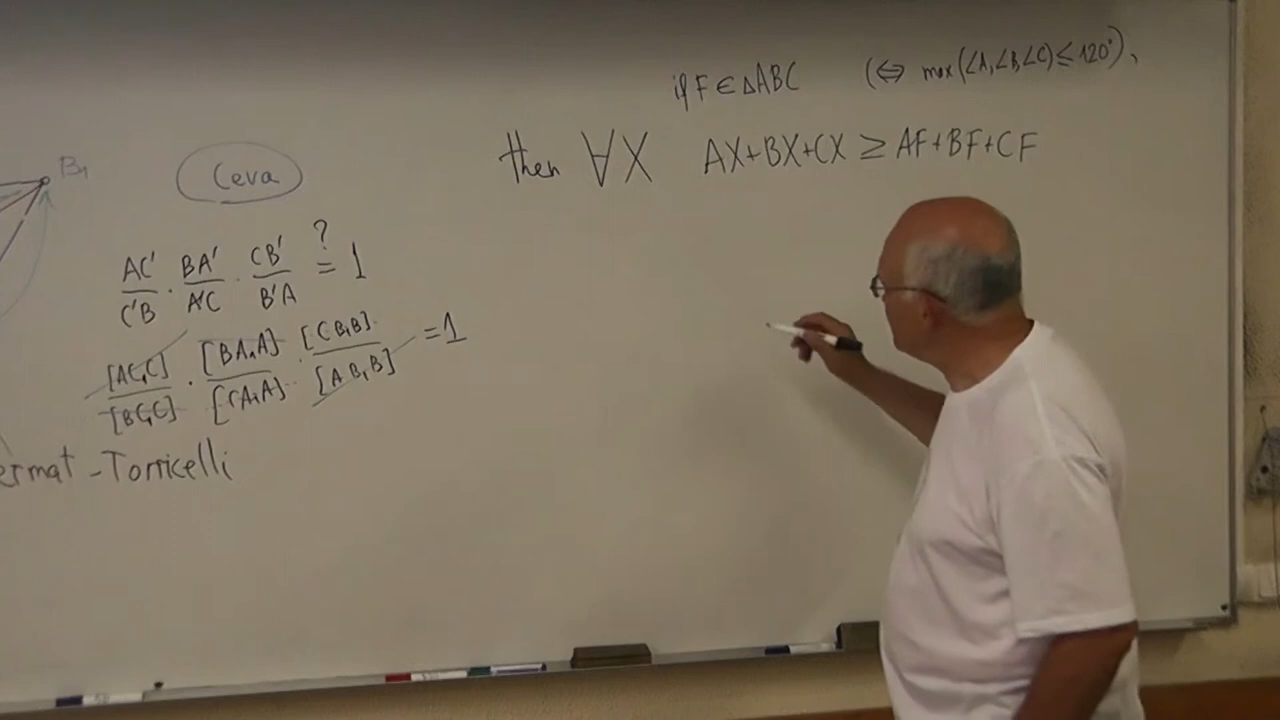 if F ∈ △ABC (⇔ max(∠A,∠B,∠C) ≤ 120°),
then ∀X AX+BX+CX ≥ AF+BF+CF
B₁
Ceva
AC'/C'B · BA'/A'C · CB'/B'A ?= 1
[AC₁C]/[BC₁C] · [BA₁A]/[CA₁A] · [CB₁B]/[AB₁B] = 1
ermat - Torricelli